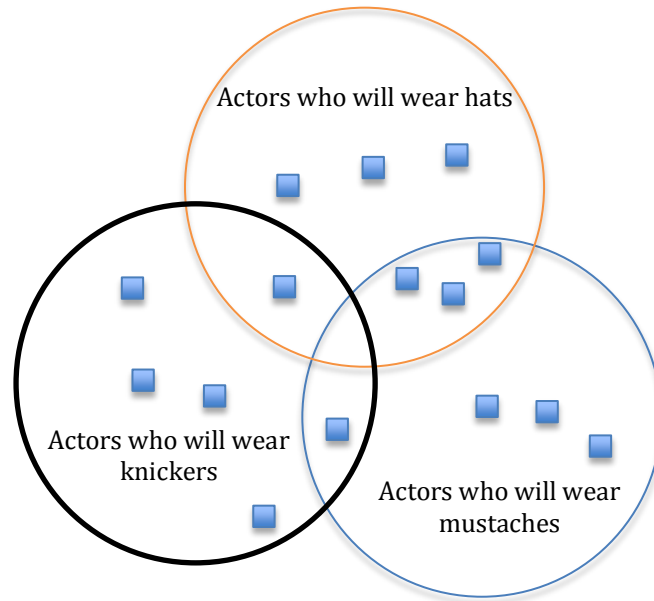 Actors who will wear hats
Actors who will wear
knickers
Actors who will wear
mustaches